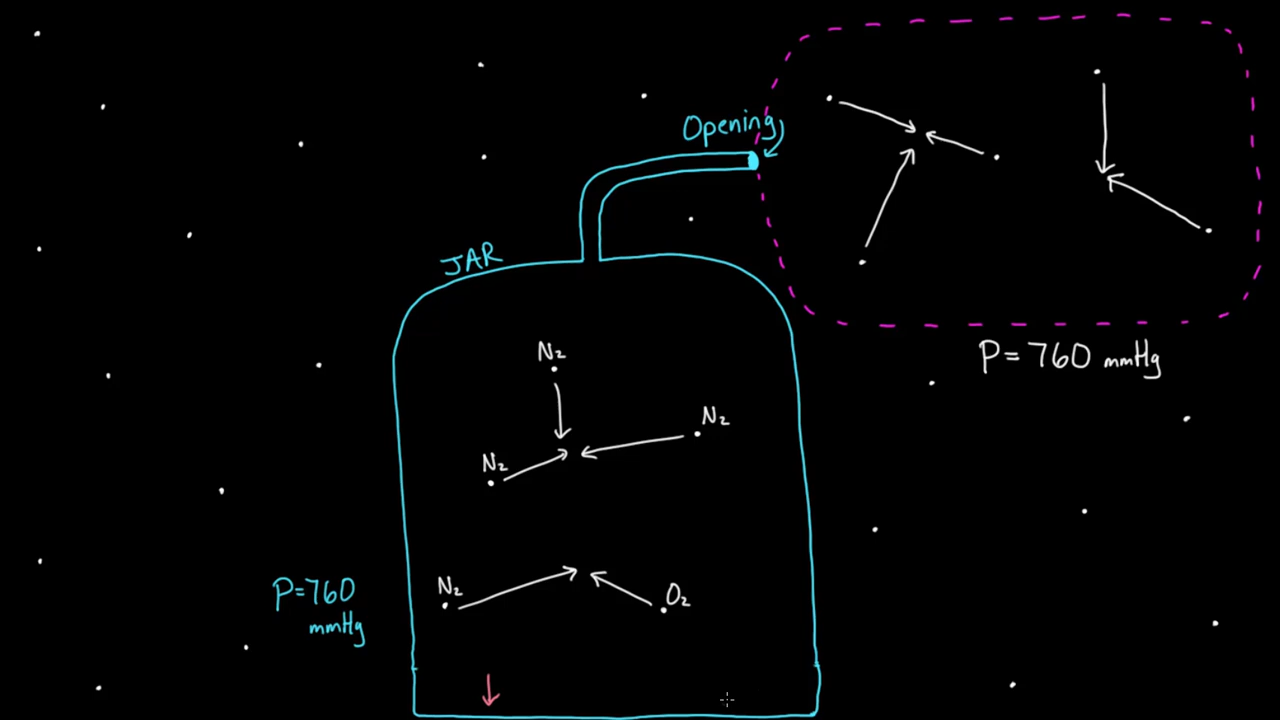 Opening
JAR
P = 760 mmHg
N₂
N₂
N₂
N₂
O₂
P=760
mmHg